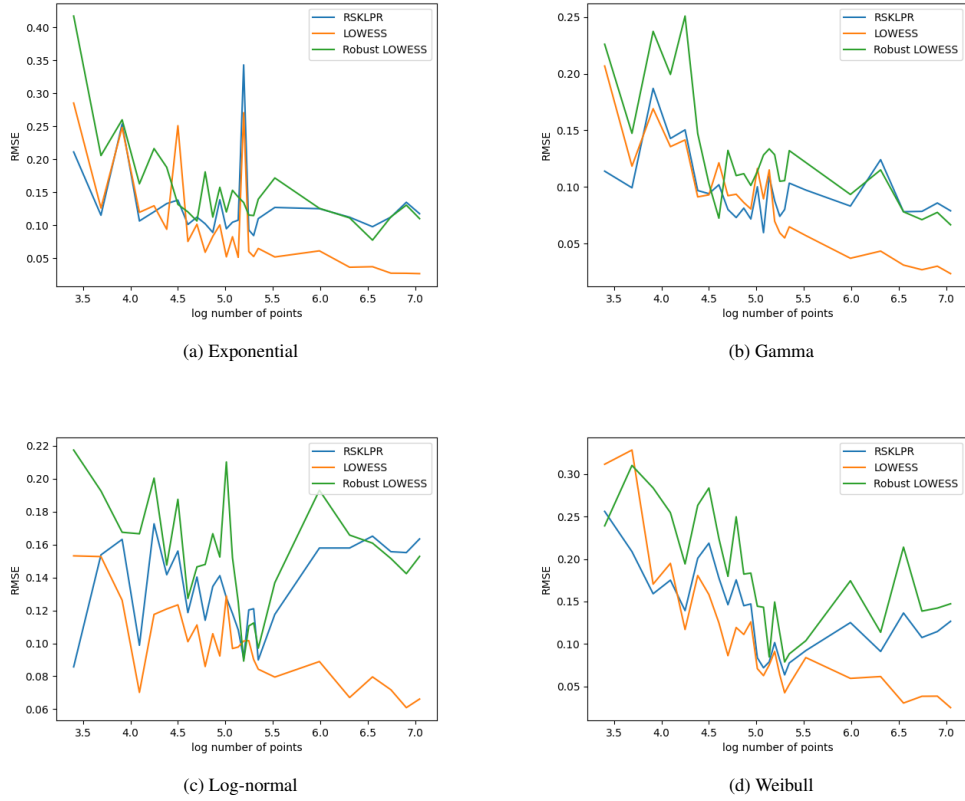 0.40
0.35
0.30
0.25
0.20
0.15
0.10
0.05
RMSE
RSKLPR
LOWESS
Robust LOWESS
3.5 4.0 4.5 5.0 5.5 6.0 6.5 7.0
log number of points
(a) Exponential
0.25
0.20
0.15
0.10
0.05
RMSE
RSKLPR
LOWESS
Robust LOWESS
3.5 4.0 4.5 5.0 5.5 6.0 6.5 7.0
log number of points
(b) Gamma
0.22
0.20
0.18
0.16
0.14
0.12
0.10
0.08
0.06
RMSE
RSKLPR
LOWESS
Robust LOWESS
3.5 4.0 4.5 5.0 5.5 6.0 6.5 7.0
log number of points
(c) Log-normal
0.30
0.25
0.20
0.15
0.10
0.05
RMSE
RSKLPR
LOWESS
Robust LOWESS
3.5 4.0 4.5 5.0 5.5 6.0 6.5 7.0
log number of points
(d) Weibull